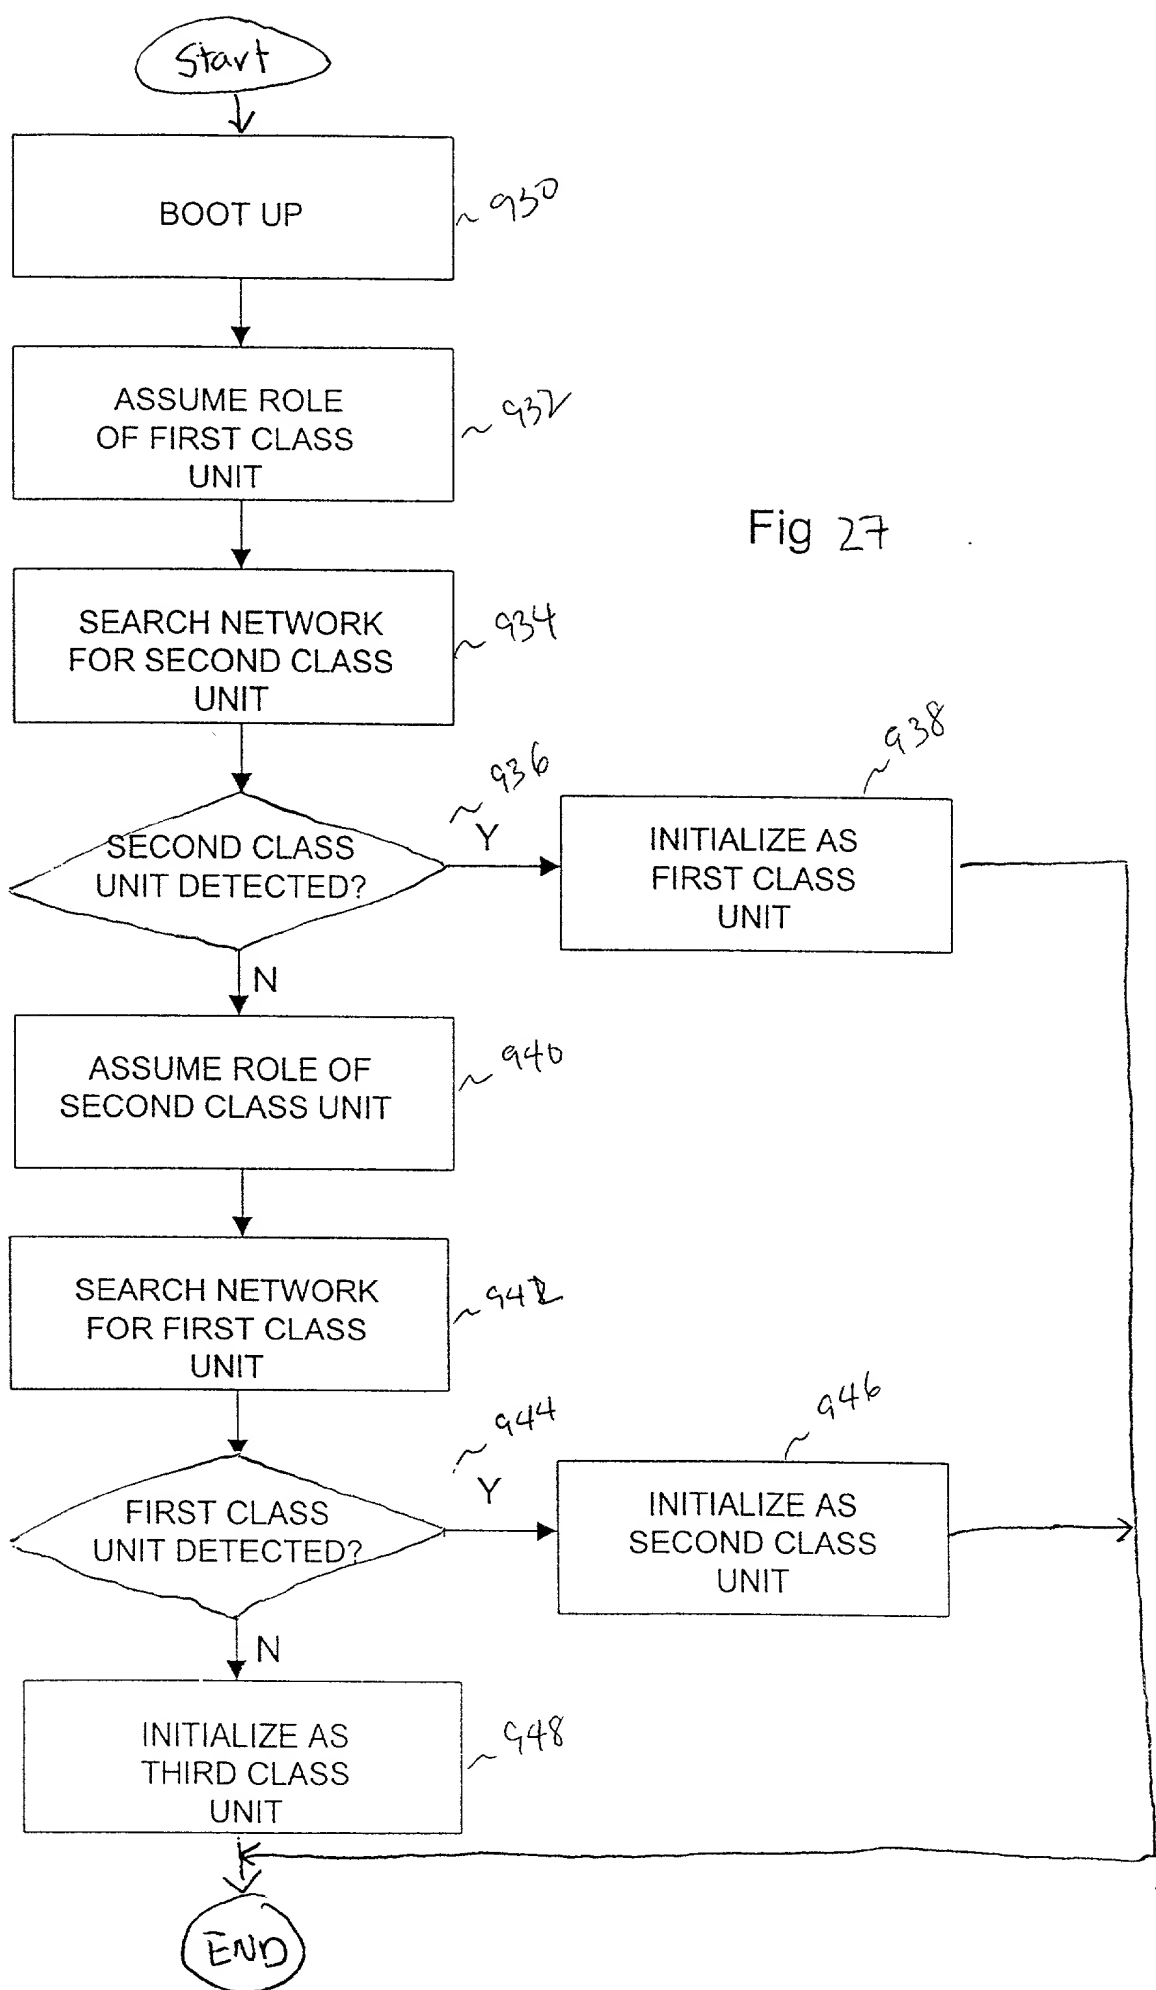 Start
BOOT UP
930
ASSUME ROLE
OF FIRST CLASS
UNIT
932
Fig 27
SEARCH NETWORK
FOR SECOND CLASS
UNIT
934
SECOND CLASS
UNIT DETECTED?
936
Y
INITIALIZE AS
FIRST CLASS
UNIT
938
N
ASSUME ROLE OF
SECOND CLASS UNIT
940
SEARCH NETWORK
FOR FIRST CLASS
UNIT
942
FIRST CLASS
UNIT DETECTED?
944
Y
INITIALIZE AS
SECOND CLASS
UNIT
946
N
INITIALIZE AS
THIRD CLASS
UNIT
948
END